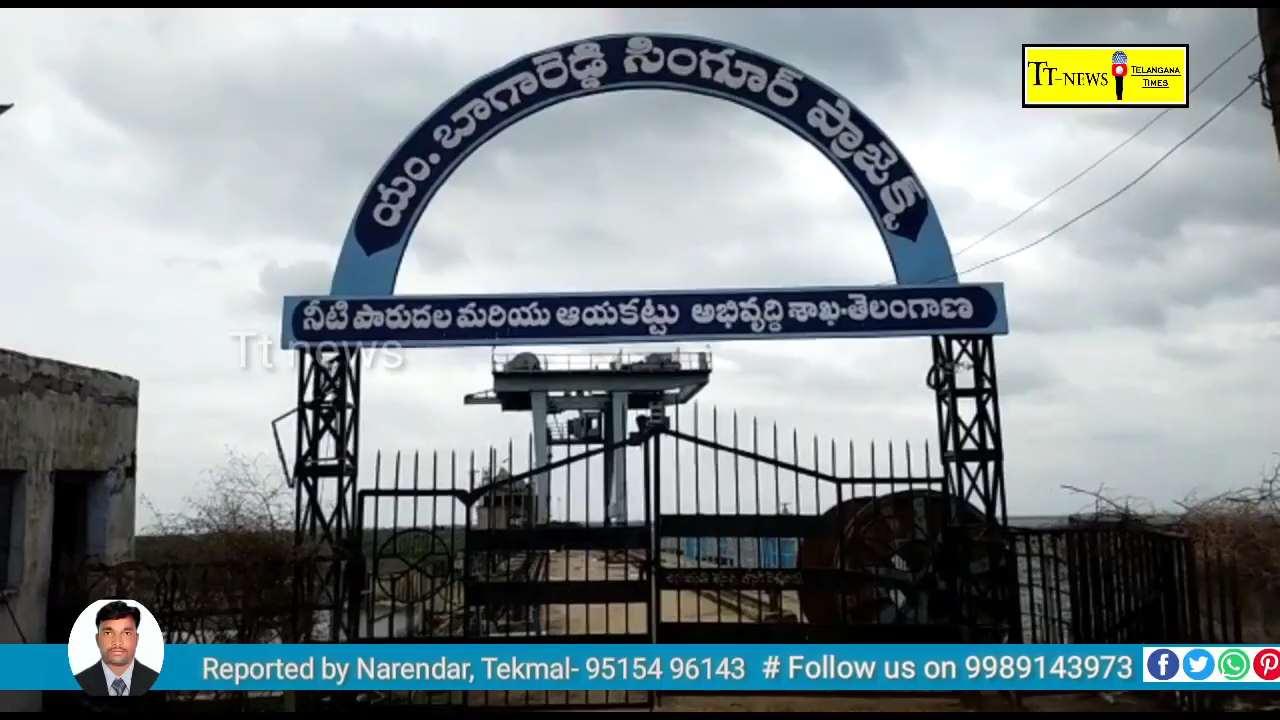 TT-NEWS TELANGANA
TIMES
యం. బాగారెడ్డి సింగూర్ ప్రాజెక్ట్
నీటి పారుదల మరియు ఆయకట్టు అభివృద్ధి శాఖ-తెలంగాణ
Tt news
Reported by Narendar, Tekmal- 95154 96143 # Follow us on 9989143973